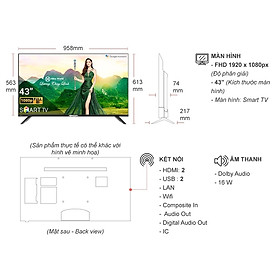 958mm
563
mm
613
mm
43"
1080p
SMART TV
74
mm
217
mm
MÀN HÌNH
- FHD 1920 x 1080px
(Độ phân giải)
- 43" (Kích thước màn
hình)
- Màn hình: Smart TV
(Sản phẩm thực tế có thể khác với
hình vẽ minh hoạ)
(Mặt sau - Back view)
KẾT NỐI
- HDMI: 2
- USB : 2
- LAN
- Wifi
- Composite In
- Audio Out
- Digital Audio Out
- IC
ÂM THANH
- Dolby Audio
- 16 W